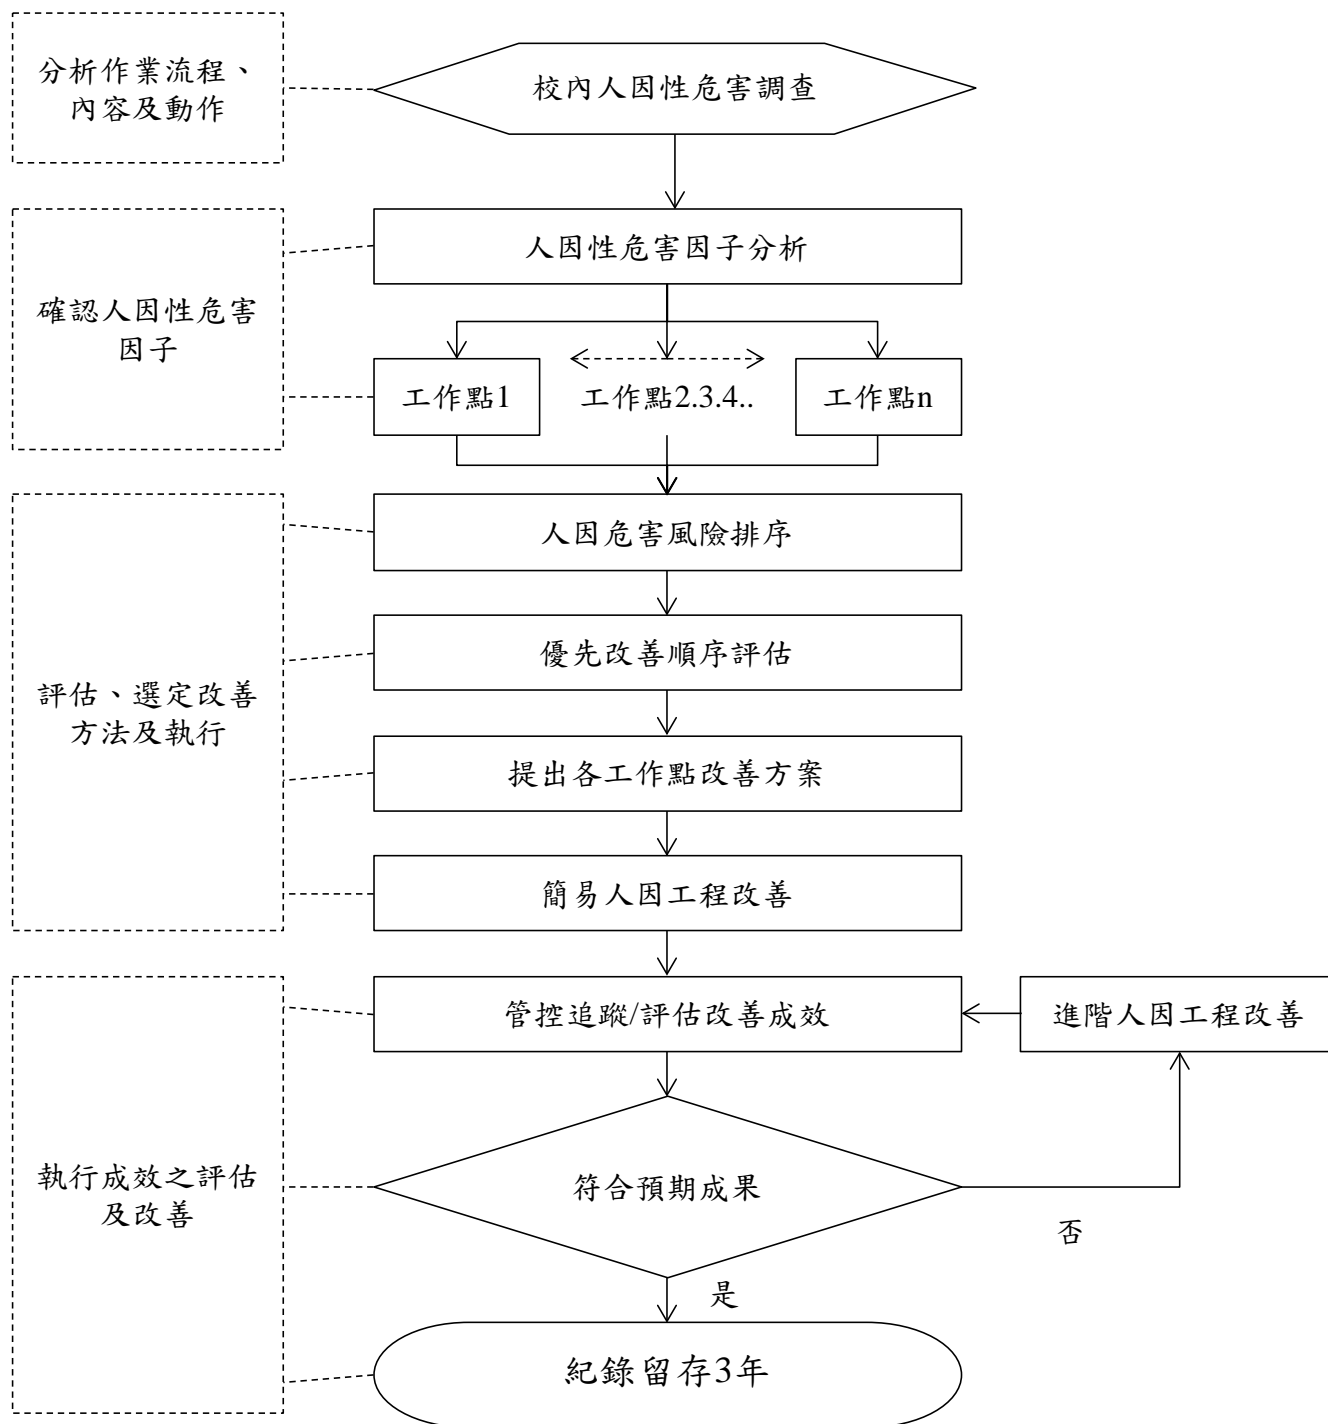 分析作業流程、
內容及動作
校內人因性危害調查
人因性危害因子分析
確認人因性危害
因子
工作點1
工作點2.3.4..
工作點n
人因危害風險排序
優先改善順序評估
評估、選定改善
方法及執行
提出各工作點改善方案
簡易人因工程改善
管控追蹤/評估改善成效
進階人因工程改善
執行成效之評估
及改善
符合預期成果
否
是
紀錄留存3年